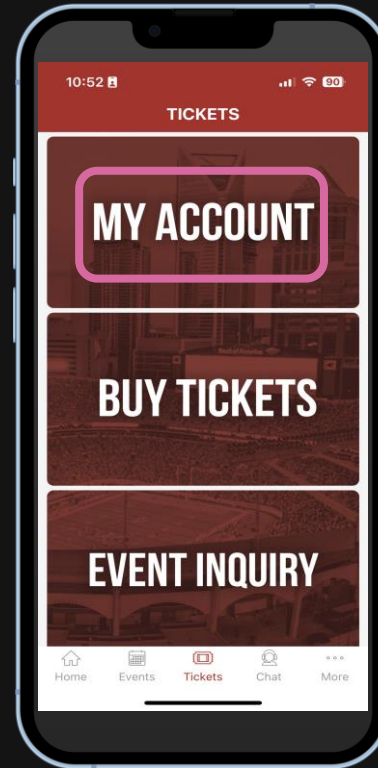 10:52
90
TICKETS
MY ACCOUNT
BUY TICKETS
EVENT INQUIRY
Home Events Tickets Chat More